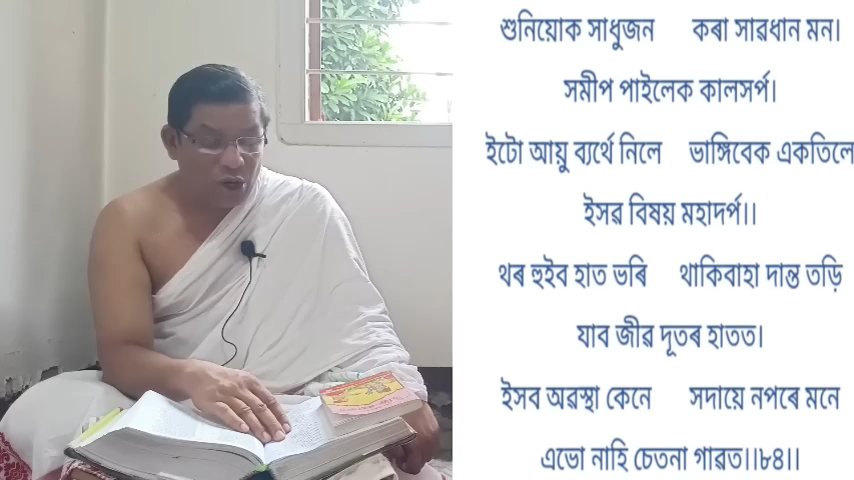 শুনিয়োক সাধুজন কৰা সাৱধান মন।
সমীপ পাইলেক কালসৰ্প।
ইটো আয়ু ব্যৰ্থে নিলে ভাঙ্গিবেক একতিলে
ইসৱ বিষয় মহাদৰ্প।।
থৰ হুইব হাত ভৰি থাকিবাহা দান্ত তড়ি
যাব জীৱ দূতৰ হাতত।
ইসব অৱস্থা কেনে সদায়ে নপৰে মনে
এভো নাহি চেতনা গাৱত।।৮৪।।